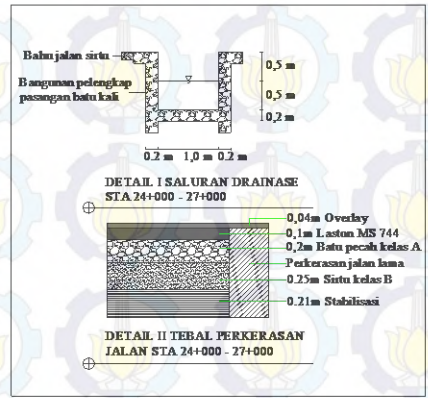 Bahu jalan sirtu
0,5 m
Bangunan pelengkap
pasangan batu kali
0,5 m
0,2 m
0.2 m 1,0 m 0.2 m
DETAIL I SALURAN DRAINASE
STA 24+000 - 27+000
0,04m Overlay
0,1m Laston MS 744
0,2m Batu pecah kelas A
Perkerasan jalan lama
0.25m Sirtu kelas B
0.21m Stabilisasi
DETAIL II TEBAL PERKERASAN
JALAN STA 24+000 - 27+000